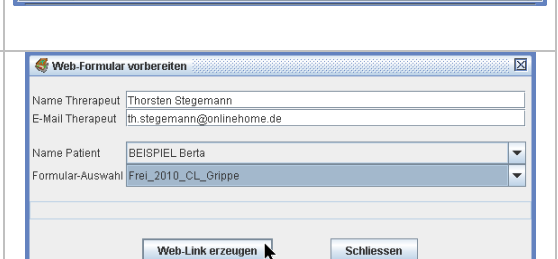 Web-Formular vorbereiten
Name Threrapeut Thorsten Stegemann
E-Mail Therapeut th.stegemann@onlinehome.de
Name Patient BEISPIEL Berta
Formular-Auswahl Frei_2010_CL_Grippe
Web-Link erzeugen Schliessen